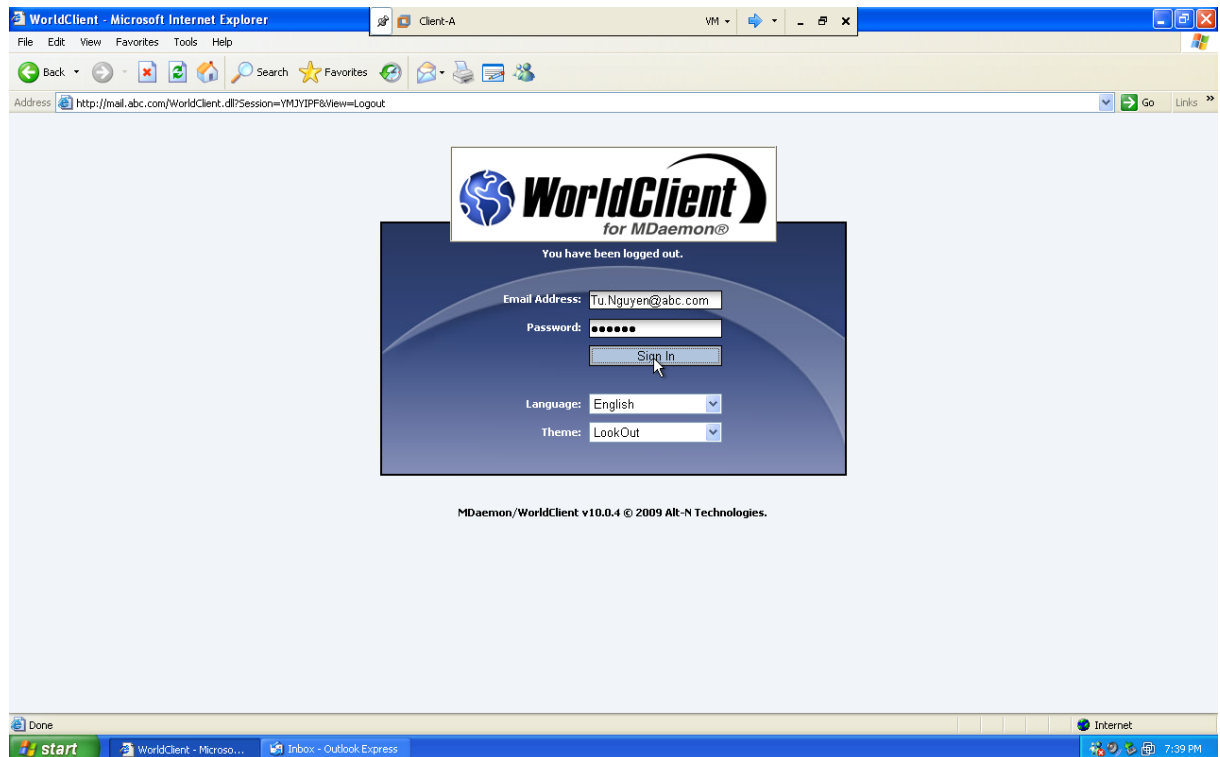 WorldClient - Microsoft Internet Explorer
Client-A
VM
File Edit View Favorites Tools Help
Back Search Favorites
Address http://mail.abc.com/WorldClient.dll?Session=YMJYIPF&View=Logout Go Links »
WorldClient
for MDaemon®
You have been logged out.
Email Address: Tu.Nguyen@abc.com
Password: ●●●●●●
Sign In
Language: English
Theme: LookOut
MDaemon/WorldClient v10.0.4 © 2009 Alt-N Technologies.
Done Internet
start WorldClient - Microso... Inbox - Outlook Express 7:39 PM